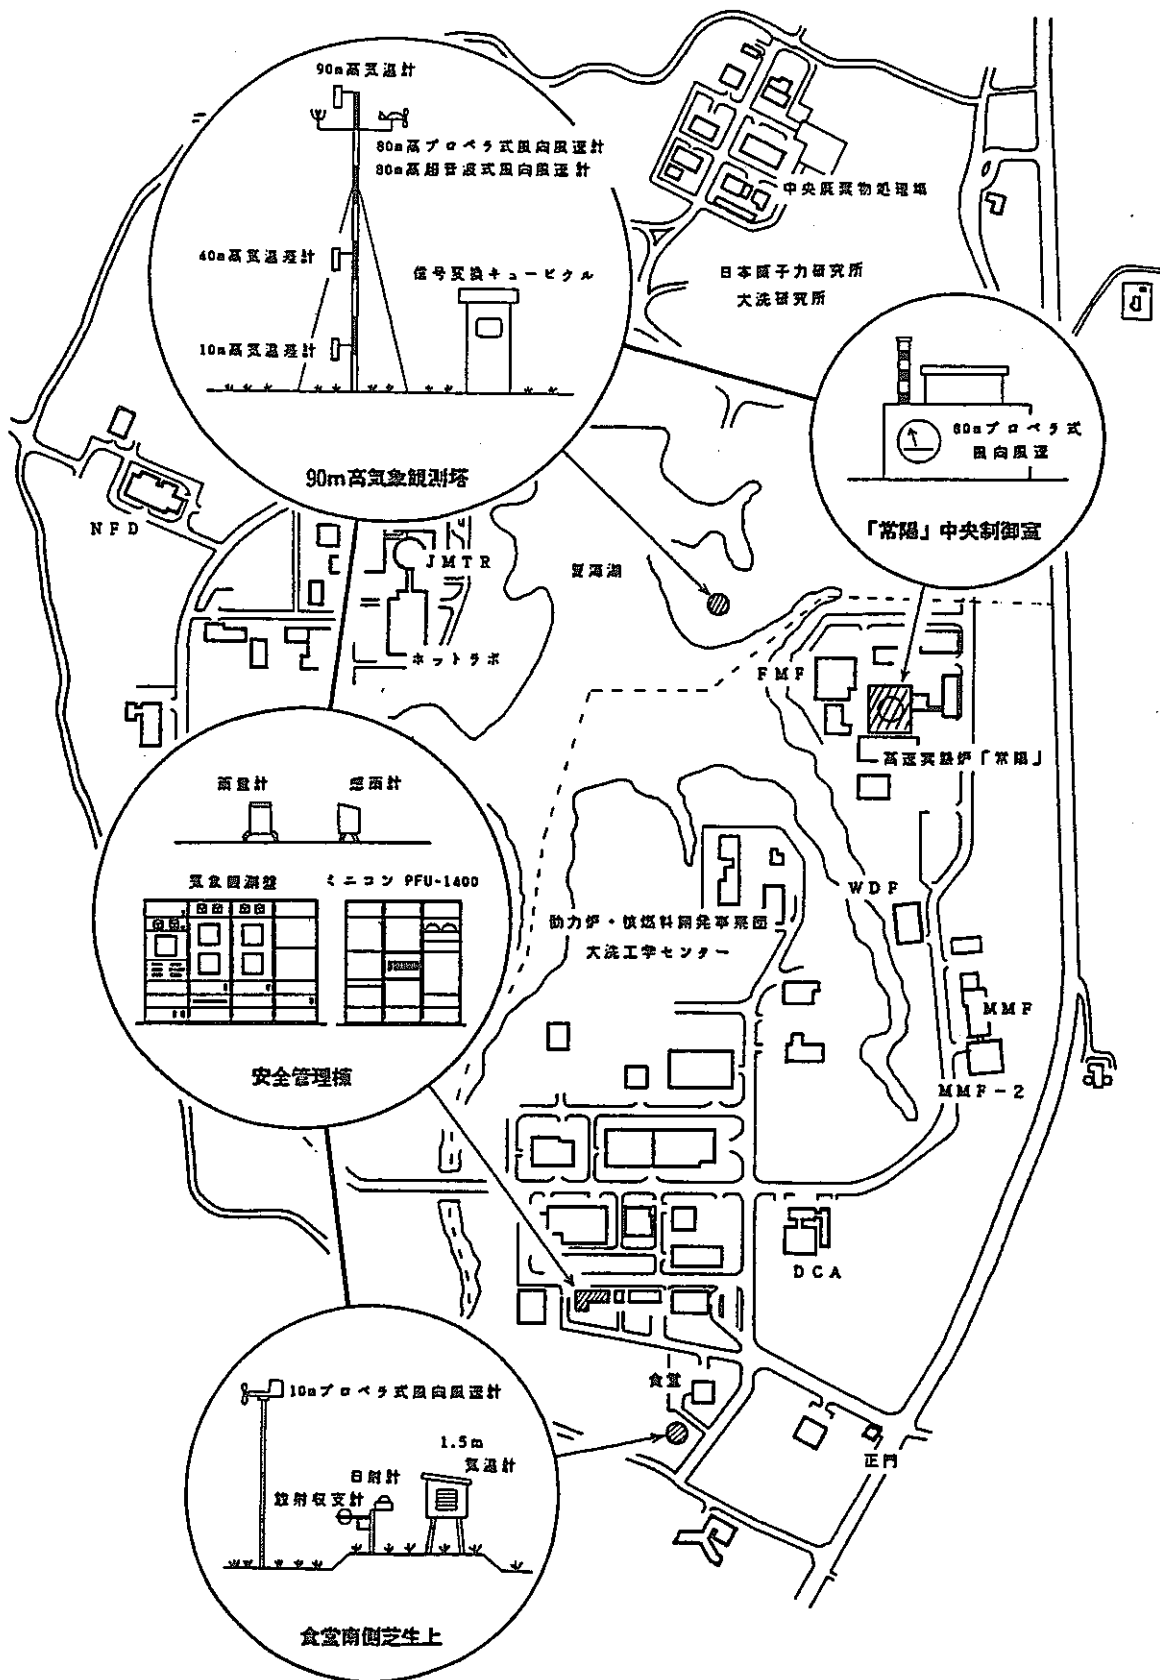 90m高気温計
80m高プロペラ式風向風速計
80m高超音波式風向風速計
40m高気温差計
信号変換キュービクル
10m高気温差計
90m高気象観測塔
中央廃棄物処理場
日本原子力研究所
大洗研究所
80mプロペラ式
風向風速
「常陽」中央制御室
NFD
JMTR
夏海湖
ホットラボ
FMF
高速実験炉「常陽」
雨量計
感雨計
気象観測盤
ミニコン PFU-1400
安全管理棟
WDF
動力炉・核燃料開発事業団
大洗工学センター
MMF
MMF-2
DCA
食堂
正門
10mプロペラ式風向風速計
1.5m
気温計
日射計
放射収支計
食堂南側芝生上